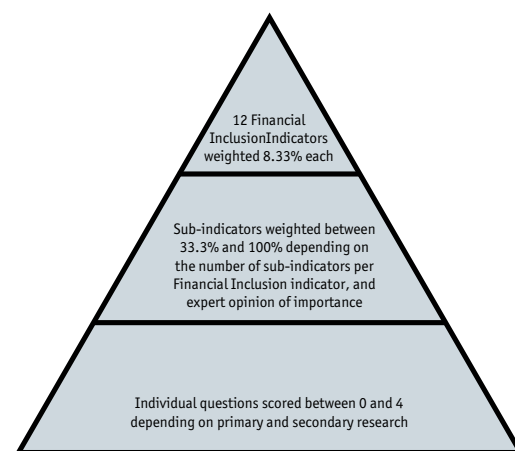 12 Financial
InclusionIndicators
weighted 8.33% each
Sub-indicators weighted between
33.3% and 100% depending on
the number of sub-indicators per
Financial Inclusion indicator, and
expert opinion of importance
Individual questions scored between 0 and 4
depending on primary and secondary research